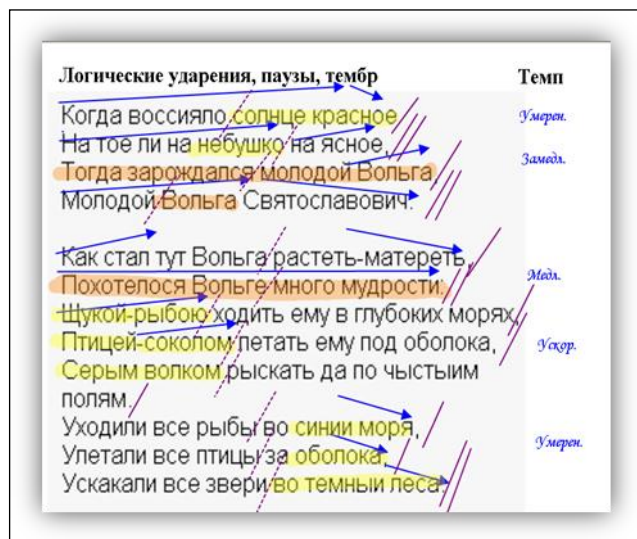 Логические ударения, паузы, тембр Темп
Когда воссияло солнце красное Умерен.
На тое ли на небушко на ясное,
Тогда зарождался молодой Вольга, Замедл.
Молодой Вольга Святославович.
Как стал тут Вольга растеть-матереть,
Похотелося Вольге много мудрости: Медл.
Щукой-рыбою ходить ему в глубоких морях,
Птицей-соколом летать ему под оболока, Ускор.
Серым волком рыскать да по чыстыим
полям.
Уходили все рыбы во синии моря, Умерен.
Улетали все птицы за оболока,
Ускакали все звери во темный леса.